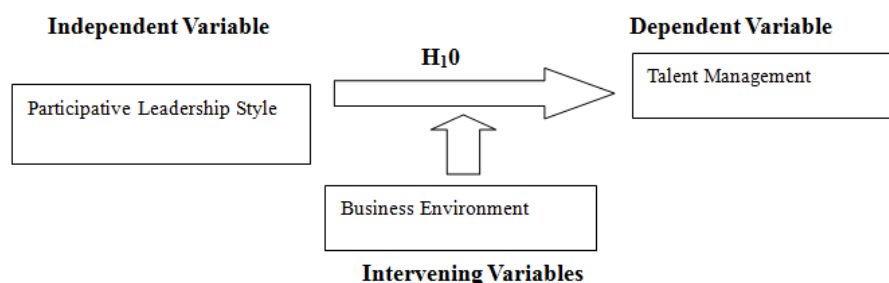 Independent Variable
Dependent Variable
H₁0
Participative Leadership Style
Talent Management
Business Environment
Intervening Variables